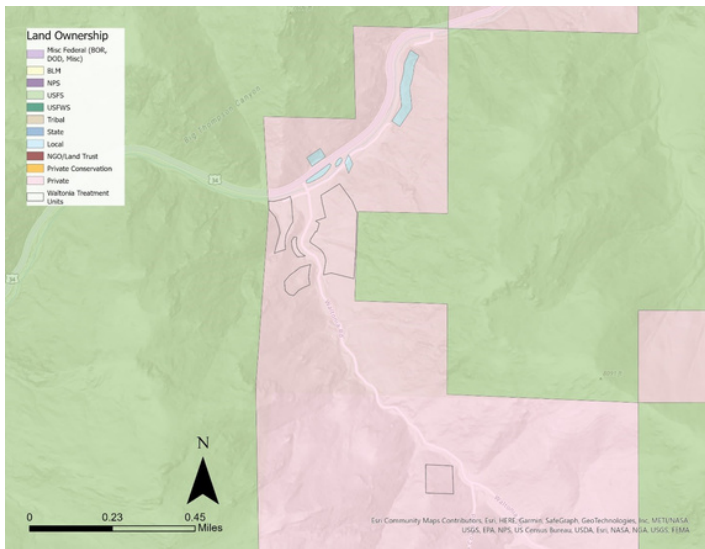 Land Ownership
Misc Federal (BOR,
DOD, Misc)
BLM
NPS
USFS
USFWS
Tribal
State
Local
NGO/Land Trust
Private Conservation
Private
Waltonia Treatment
Units
34
34
N
0
0.23
0.45
Miles
Esri Community Maps Contributors, Esri, HERE, Garmin, SafeGraph, GeoTechnologies, Inc, METI/NASA,
USGS, EPA, NPS, US Census Bureau, USDA, Esri, NASA, NGA, USGS, FEMA